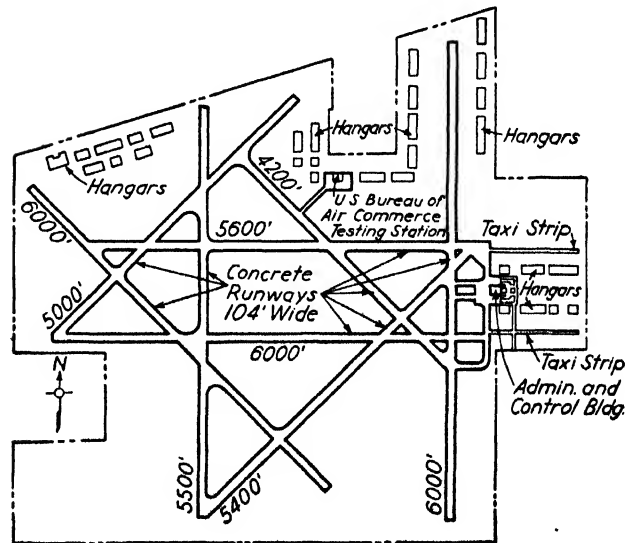 Hangars
Hangars
Hangars
4200'
6000'
U S Bureau of
Air Commerce
Testing Station
5600'
Taxi Strip
Concrete
Runways
104' Wide
Hangars
5000'
6000'
Taxi Strip
N
Admin. and
Control Bldg.
5500'
5400'
6000'